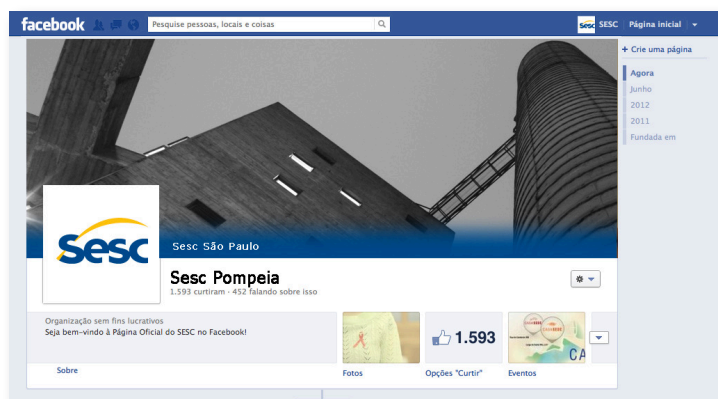 facebook
Pesquise pessoas, locais e coisas
Sesc SESC Página inicial
+ Crie uma página
Agora
Junho
2012
2011
Fundada em
Sesc
Sesc São Paulo
Sesc Pompeia
1.593 curtiram · 452 falando sobre isso
Organização sem fins lucrativos
Seja bem-vindo à Página Oficial do SESC no Facebook!
1.593
CA
Sobre
Fotos
Opções "Curtir"
Eventos